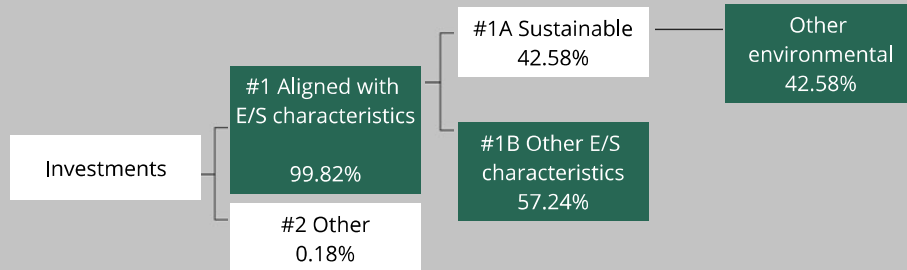 Investments
#1 Aligned with
E/S characteristics
99.82%
#2 Other
0.18%
#1A Sustainable
42.58%
#1B Other E/S
characteristics
57.24%
Other
environmental
42.58%